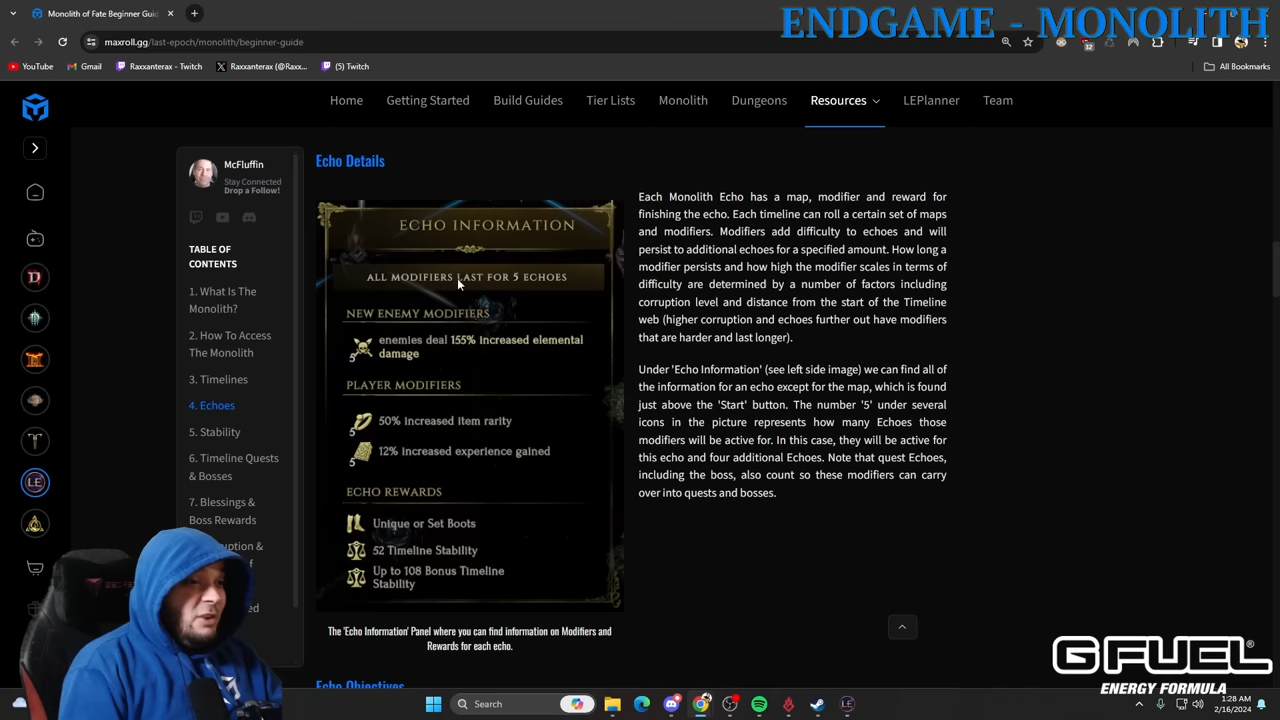 Monolith of Fate Beginner Guid
ENDGAME - MONOLITH
maxroll.gg/last-epoch/monolith/beginner-guide
32
YouTube
Gmail
Raxxanterax - Twitch
Raxxanterax (@Raxx...
(5) Twitch
All Bookmarks
Home
Getting Started
Build Guides
Tier Lists
Monolith
Dungeons
Resources
LEPlanner
Team
McFluffin
Stay Connected
Drop a Follow!
TABLE OF
CONTENTS
1. What Is The
Monolith?
2. How To Access
The Monolith
3. Timelines
4. Echoes
5. Stability
6. Timeline Quests
& Bosses
7. Blessings &
Boss Rewards
Echo Details
ECHO INFORMATION
ALL MODIFIERS LAST FOR 5 ECHOES
NEW ENEMY MODIFIERS
enemies deal 155% increased elemental
damage
5
PLAYER MODIFIERS
50% increased item rarity
5
12% increased experience gained
5
ECHO REWARDS
Unique or Set Boots
52 Timeline Stability
Up to 108 Bonus Timeline
Stability
The 'Echo Information' Panel where you can find information on Modifiers and
Rewards for each echo.
Each Monolith Echo has a map, modifier and reward for
finishing the echo. Each timeline can roll a certain set of maps
and modifiers. Modifiers add difficulty to echoes and will
persist to additional echoes for a specified amount. How long a
modifier persists and how high the modifier scales in terms of
difficulty are determined by a number of factors including
corruption level and distance from the start of the Timeline
web (higher corruption and echoes further out have modifiers
that are harder and last longer).
Under 'Echo Information' (see left side image) we can find all of
the information for an echo except for the map, which is found
just above the 'Start' button. The number '5' under several
icons in the picture represents how many Echoes those
modifiers will be active for. In this case, they will be active for
this echo and four additional Echoes. Note that quest Echoes,
including the boss, also count so these modifiers can carry
over into quests and bosses.
Echo Objectives
G FUEL®
ENERGY FORMULA
Search
1:28 AM
2/16/2024